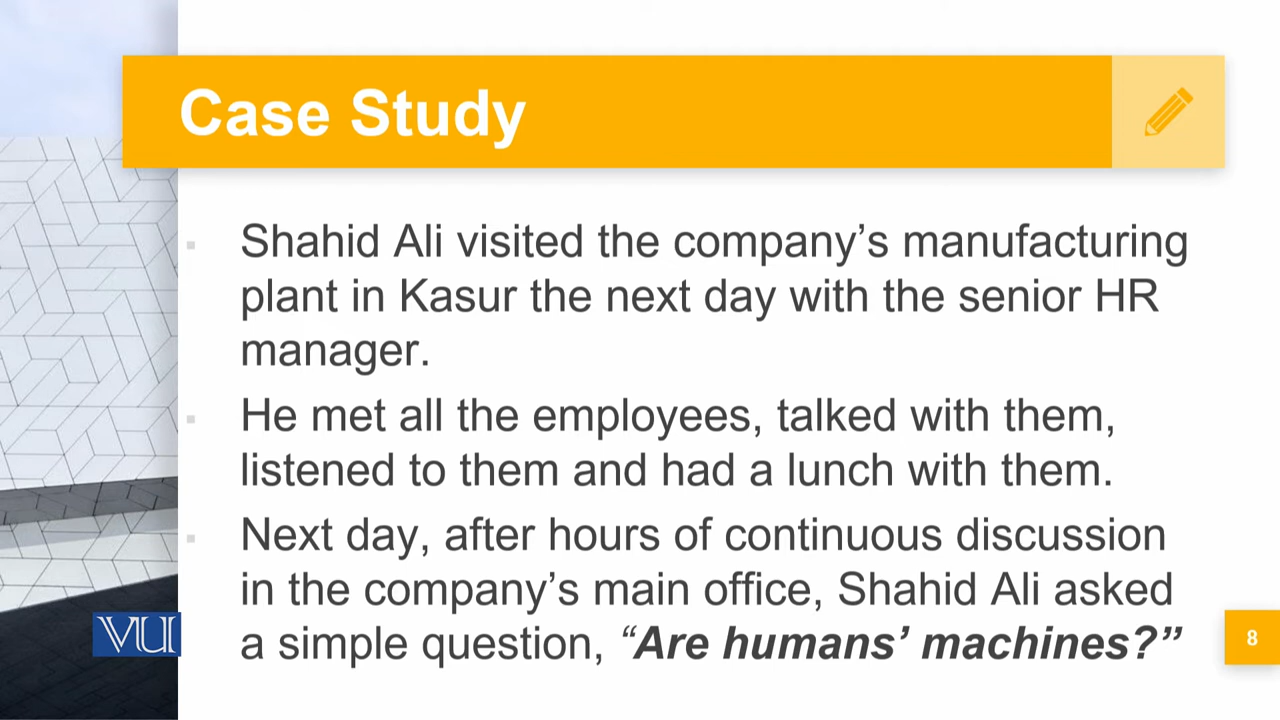 Case Study
Shahid Ali visited the company’s manufacturing
plant in Kasur the next day with the senior HR
manager.
He met all the employees, talked with them,
listened to them and had a lunch with them.
Next day, after hours of continuous discussion
in the company’s main office, Shahid Ali asked
a simple question, “Are humans’ machines?”
VU
8